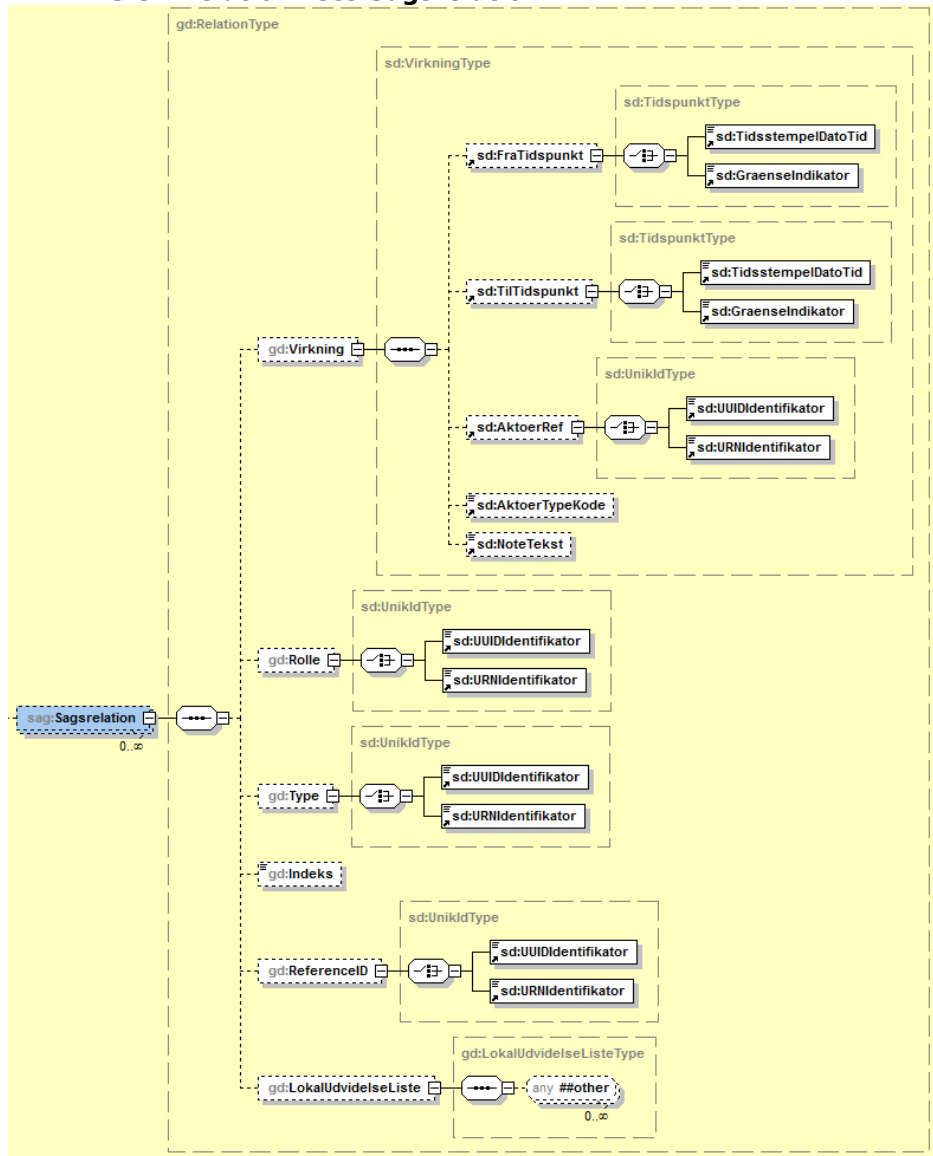 gd:RelationType
sd:VirkningType
sd:TidspunktType
sd:TidsstempelDatoTid
sd:FraTidspunkt
sd:GraenseIndikator
sd:TidspunktType
sd:TidsstempelDatoTid
sd:TilTidspunkt
sd:GraenseIndikator
gd:Virkning
sd:UnikIdType
sd:UUIDIdentifikator
sd:AktoerRef
sd:URNIdentifikator
sd:AktoerTypeKode
sd:NoteTekst
sd:UnikIdType
sd:UUIDIdentifikator
gd:Rolle
sd:URNIdentifikator
sag:Sagsrelation
0..∞
sd:UnikIdType
sd:UUIDIdentifikator
gd:Type
sd:URNIdentifikator
gd:Indeks
sd:UnikIdType
sd:UUIDIdentifikator
gd:ReferenceID
sd:URNIdentifikator
gd:LokalUdvidelseListeType
gd:LokalUdvidelseListe
any ##other
0..∞